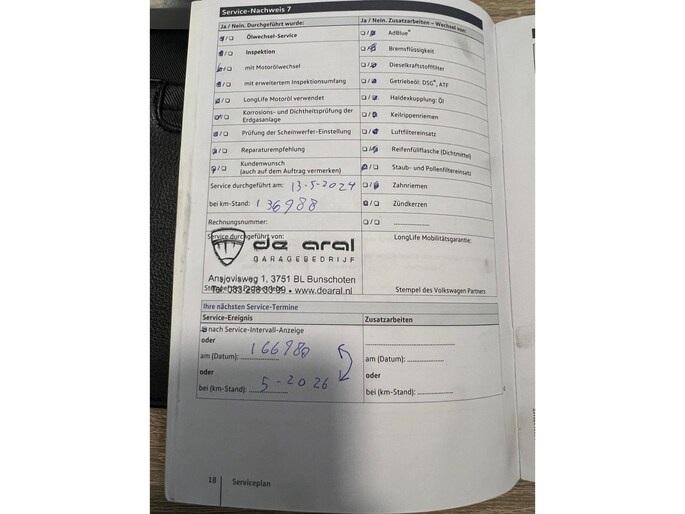 Service-Nachweis 7
Ja / Nein. Durchgeführt wurde:
Ölwechsel-Service
Inspektion
mit Motorölwechsel
mit erweitertem Inspektionsumfang
LongLife Motoröl verwendet
Korrosions- und Dichtheitsprüfung der
Erdgasanlage
Prüfung der Scheinwerfer-Einstellung
Reparaturempfehlung
Kundenwunsch
(auch auf dem Auftrag vermerken)
Service durchgeführt am: 13-5-2024
bei km-Stand: 136988
Rechnungsnummer:
Service durchgeführt von:
de aral
GARAGEBEDRIJF
Ansjovisweg 1, 3751 BL Bunschoten
Tel. 033-298 33 09 • www.dearal.nl
Ja / Nein. Zusatzarbeiten – Wechsel von:
AdBlue®
Bremsflüssigkeit
Dieselkraftstofffilter
Getriebeöl: DSG®, ATF
Haldexkupplung: Öl
Keilrippenriemen
Luftfiltereinsatz
Reifenfüllflasche (Dichtmittel)
Staub- und Pollenfiltereinsatz
Zahnriemen
Zündkerzen
LongLife Mobilitätsgarantie:
Stempel des Volkswagen Partners
Ihre nächsten Service-Termine
Service-Ereignis
nach Service-Intervall-Anzeige
oder
am (Datum): 166980
oder
bei (km-Stand): 5-2026
Zusatzarbeiten
am (Datum):
oder
bei (km-Stand):
18
Serviceplan